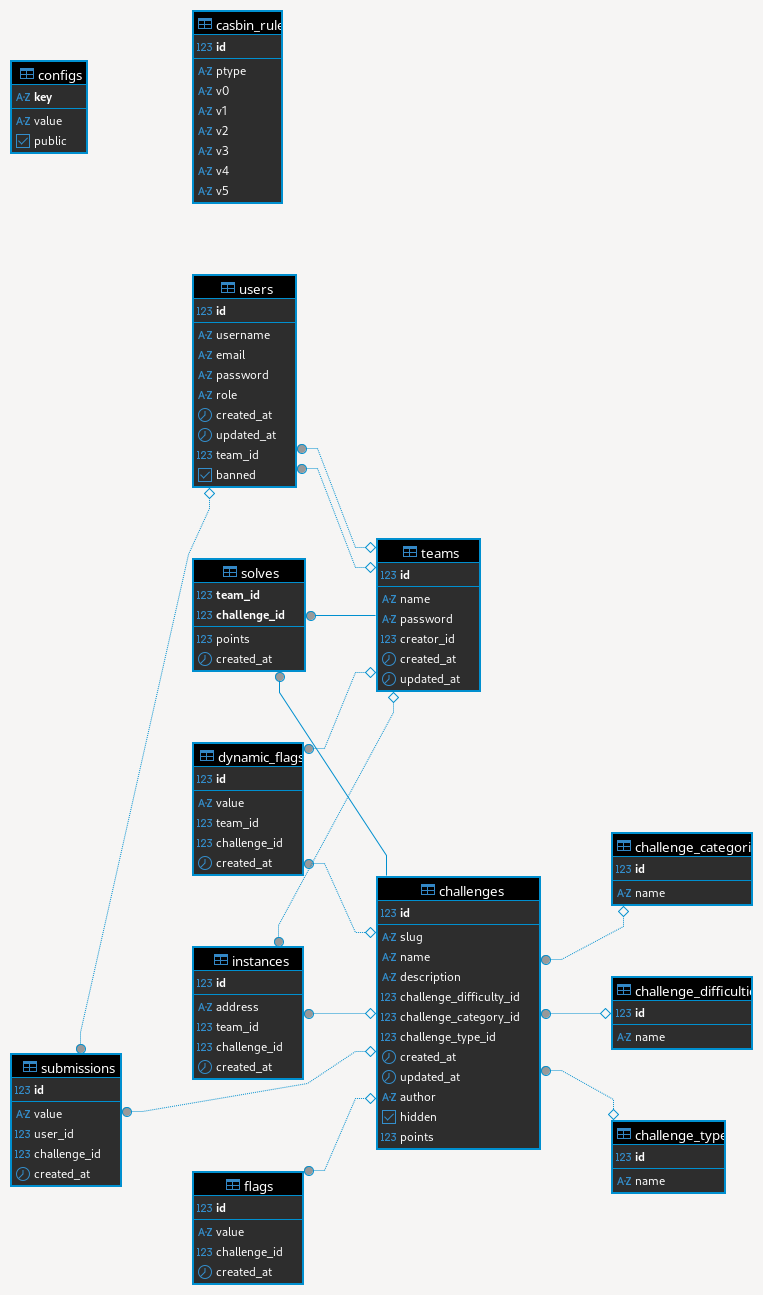 casbin_rule
123 id
A-Z ptype
A-Z v0
A-Z v1
A-Z v2
A-Z v3
A-Z v4
A-Z v5
configs
A-Z key
A-Z value
public
users
123 id
A-Z username
A-Z email
A-Z password
A-Z role
created_at
updated_at
123 team_id
banned
teams
123 id
A-Z name
A-Z password
123 creator_id
created_at
updated_at
solves
123 team_id
123 challenge_id
123 points
created_at
dynamic_flags
123 id
A-Z value
123 team_id
123 challenge_id
created_at
challenge_categori
123 id
A-Z name
challenges
123 id
A-Z slug
A-Z name
A-Z description
123 challenge_difficulty_id
123 challenge_category_id
123 challenge_type_id
created_at
updated_at
A-Z author
hidden
123 points
instances
123 id
A-Z address
123 team_id
123 challenge_id
created_at
challenge_difficulti
123 id
A-Z name
submissions
123 id
A-Z value
123 user_id
123 challenge_id
created_at
challenge_type
123 id
A-Z name
flags
123 id
A-Z value
123 challenge_id
created_at